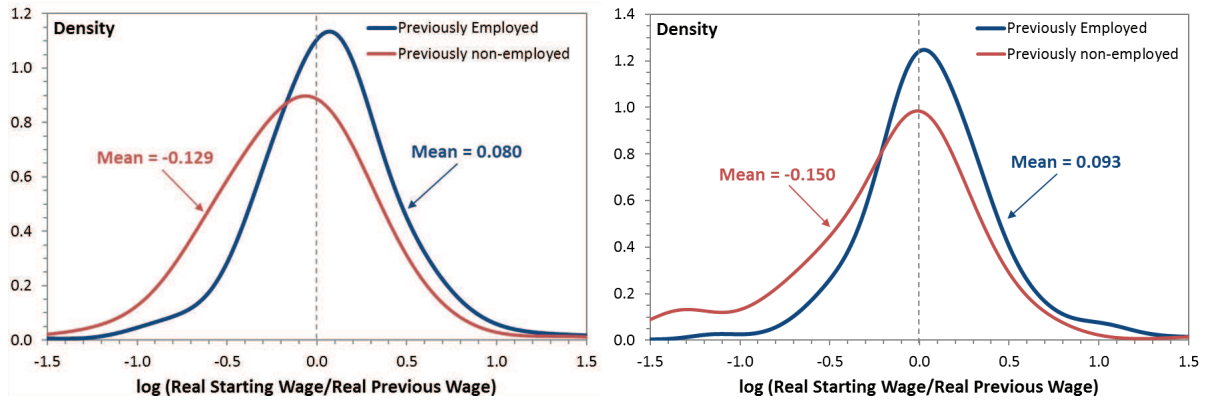 1.2
1.0
0.8
0.6
0.4
0.2
0.0
Density
Previously Employed
Previously non-employed
Mean = -0.129
Mean = 0.080
-1.5 -1.0 -0.5 0.0 0.5 1.0 1.5
log (Real Starting Wage/Real Previous Wage)
1.4
1.2
1.0
0.8
0.6
0.4
0.2
0.0
Density
Previously Employed
Previously non-employed
Mean = -0.150
Mean = 0.093
-1.5 -1.0 -0.5 0.0 0.5 1.0 1.5
log (Real Starting Wage/Real Previous Wage)